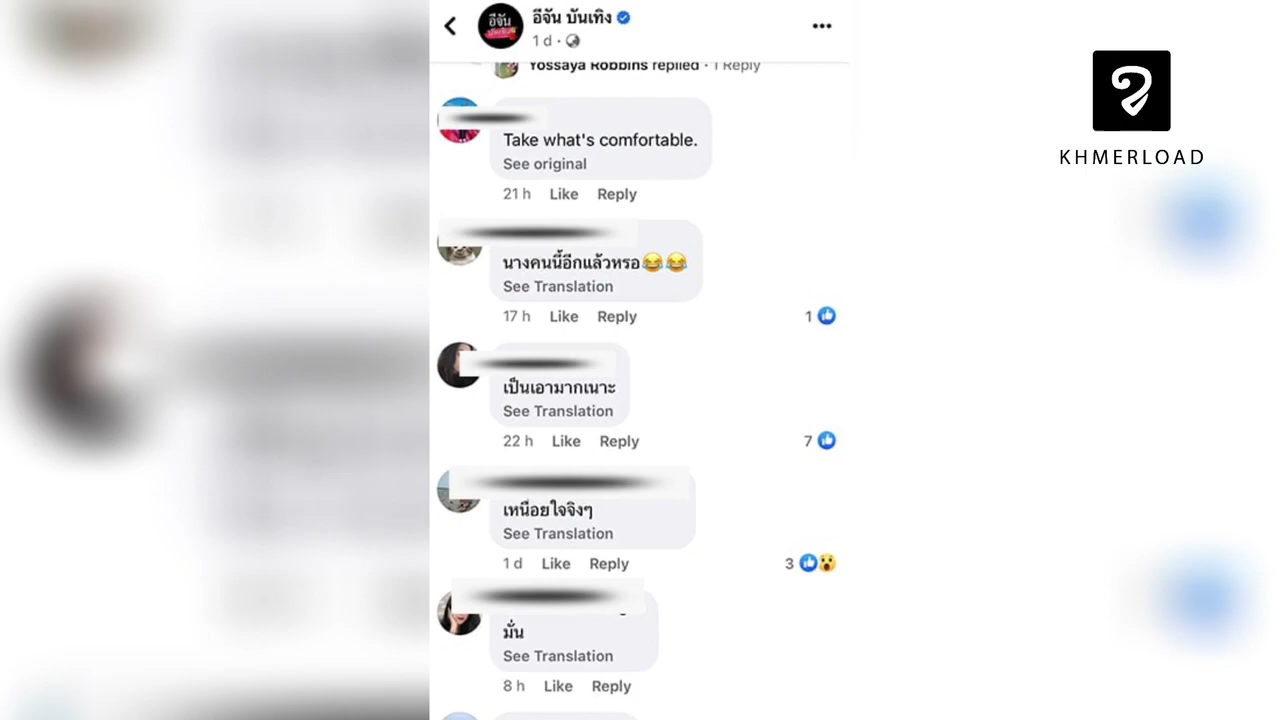 อีจัน บันเทิง
1 d ·
อีจัน
Yossaya Robbins replied · 1 Reply
Take what's comfortable.
See original
21 h Like Reply
นางคนนี้อีกแล้วหรอ😂😂
See Translation
17 h Like Reply 1
เป็นเอามากเนาะ
See Translation
22 h Like Reply 7
เหนื่อยใจจิงๆ
See Translation
1 d Like Reply 3
มั่น
See Translation
8 h Like Reply
KHMERLOAD